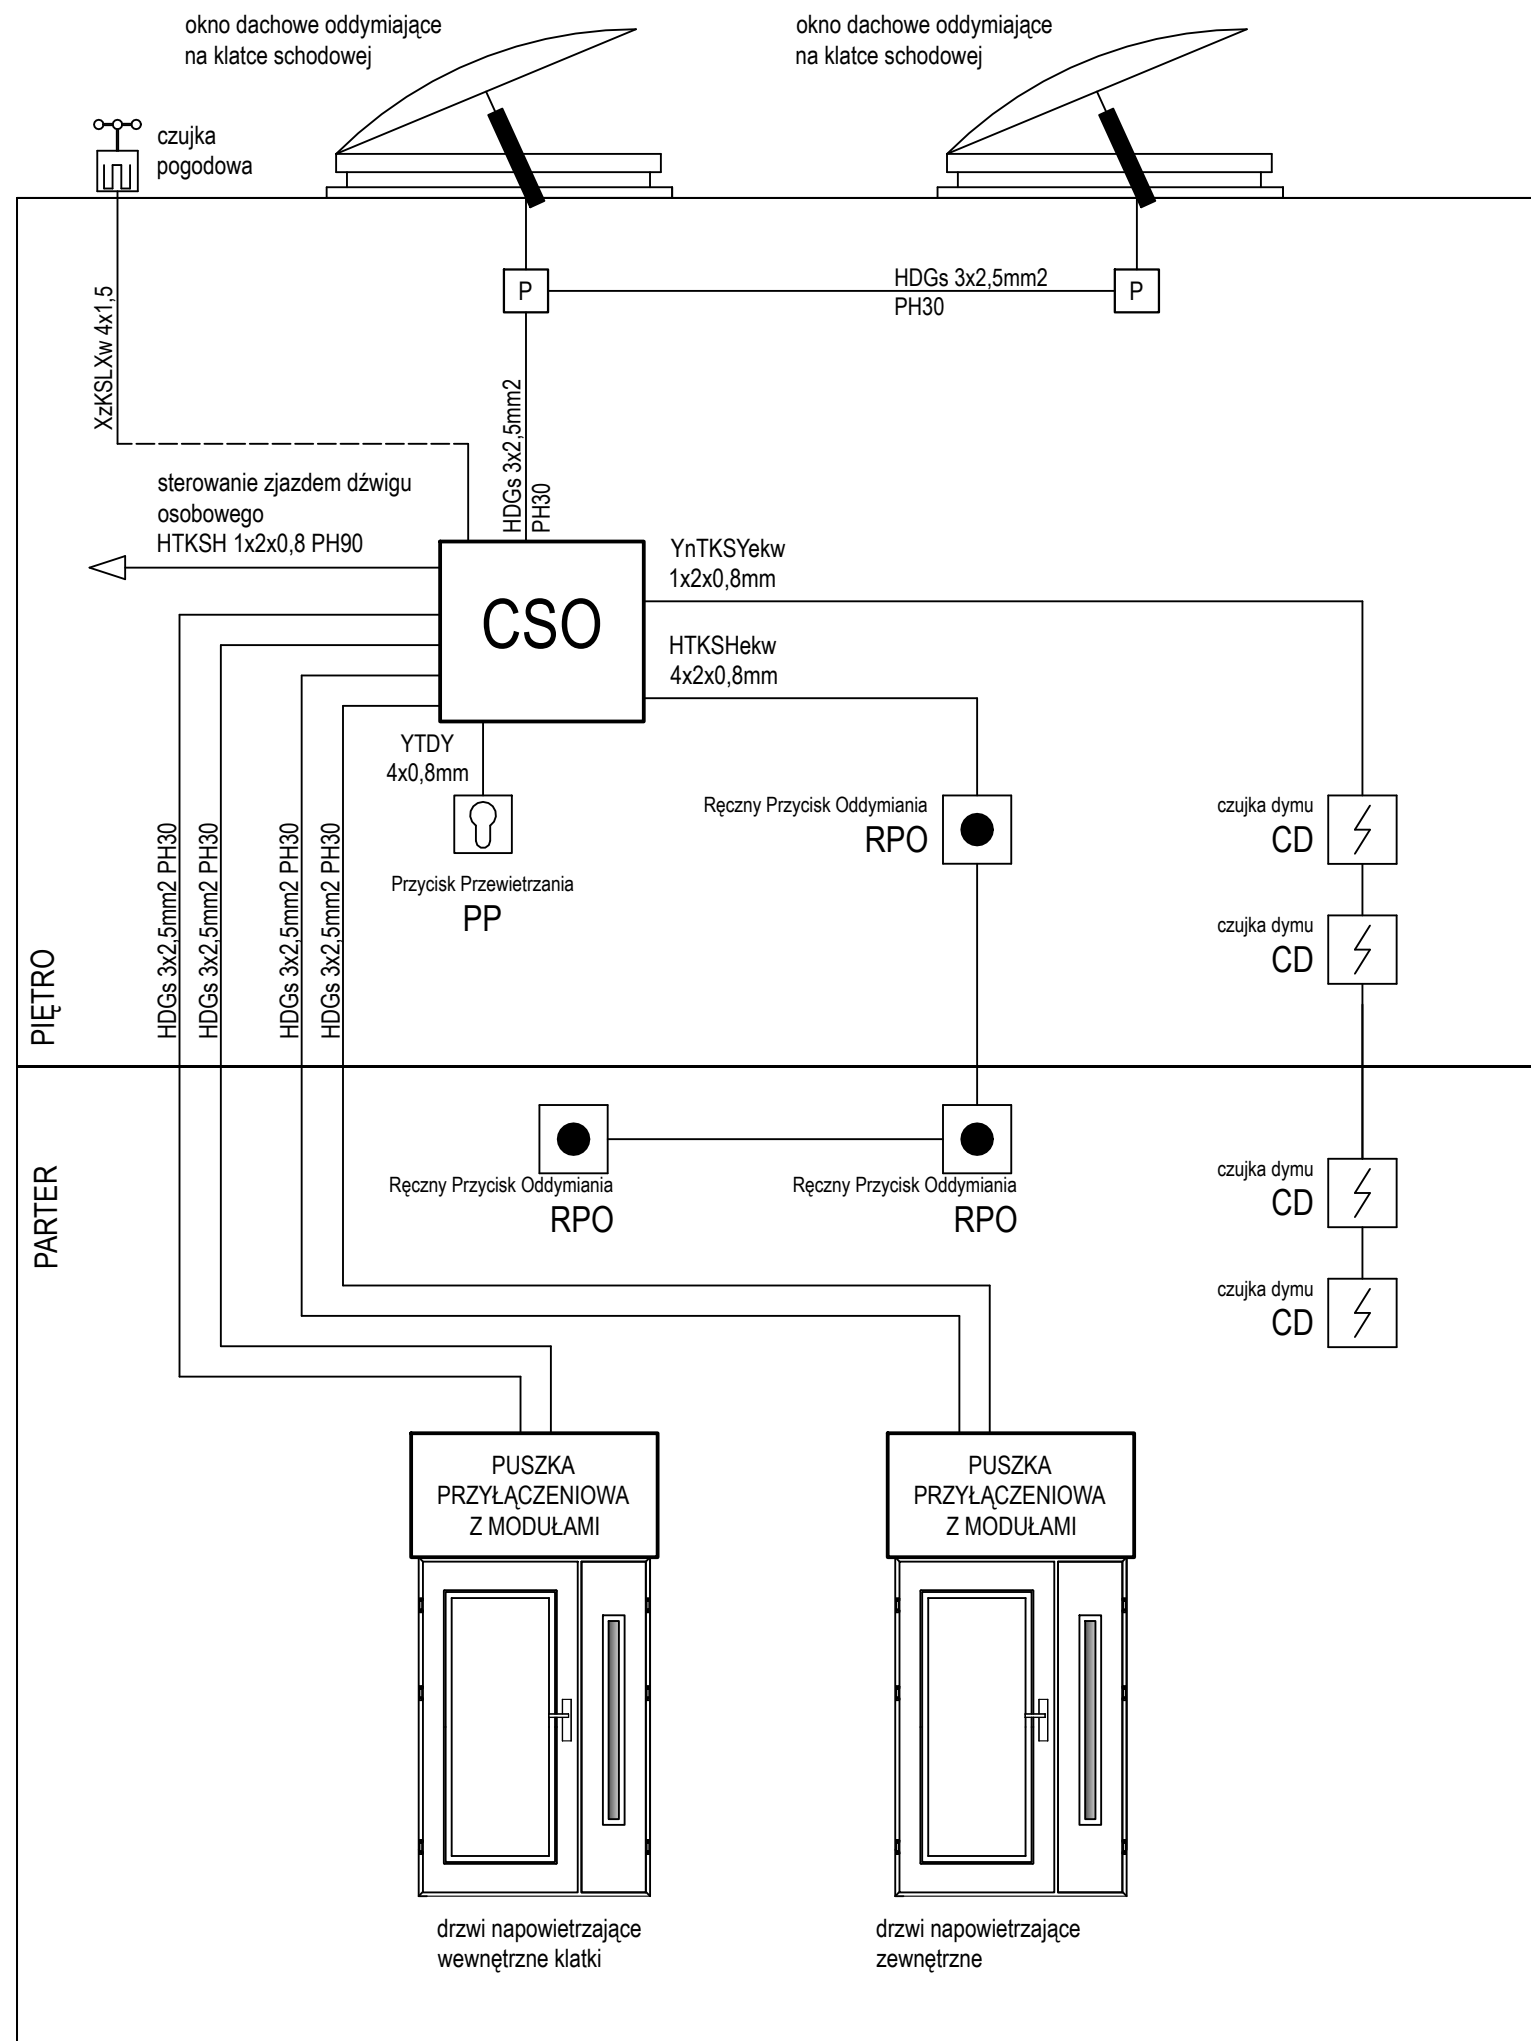 okno dachowe oddymiające
na klatce schodowej
okno dachowe oddymiające
na klatce schodowej
czujka
pogodowa
XzKSLXw 4x1,5
P
HDGs 3x2,5mm2
PH30
P
HDGs 3x2,5mm2
PH30
sterowanie zjazdem dźwigu
osobowego
HTKSH 1x2x0,8 PH90
CSO
YnTKSYekw
1x2x0,8mm
HTKSHekw
4x2x0,8mm
YTDY
4x0,8mm
Przycisk Przewietrzania
PP
Ręczny Przycisk Oddymiania
RPO
czujka dymu
CD
czujka dymu
CD
HDGs 3x2,5mm2 PH30
HDGs 3x2,5mm2 PH30
HDGs 3x2,5mm2 PH30
HDGs 3x2,5mm2 PH30
PIĘTRO
PARTER
Ręczny Przycisk Oddymiania
RPO
Ręczny Przycisk Oddymiania
RPO
czujka dymu
CD
czujka dymu
CD
PUSZKA
PRZYŁĄCZENIOWA
Z MODUŁAMI
PUSZKA
PRZYŁĄCZENIOWA
Z MODUŁAMI
drzwi napowietrzające
wewnętrzne klatki
drzwi napowietrzające
zewnętrzne